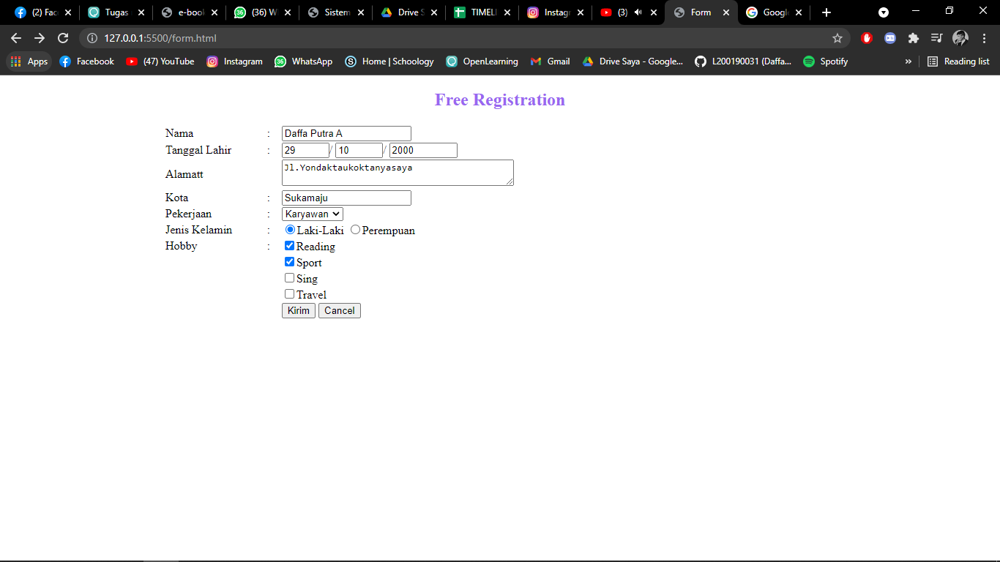 (2) Fac Tugas e-book (36) W Sistem Drive S TIMELI Instagr (3) Form Google
127.0.0.1:5500/form.html
Apps Facebook (47) YouTube Instagram 36 WhatsApp S Home | Schoology OpenLearning Gmail Drive Saya - Google... L200190031 (Daffa... Spotify » Reading list
Free Registration
Nama : Daffa Putra A
Tanggal Lahir : 29 / 10 / 2000
Alamatt Jl.Yondaktaukoktanyasaya
Kota : Sukamaju
Pekerjaan : Karyawan
Jenis Kelamin : Laki-Laki Perempuan
Hobby : Reading
Sport
Sing
Travel
Kirim Cancel